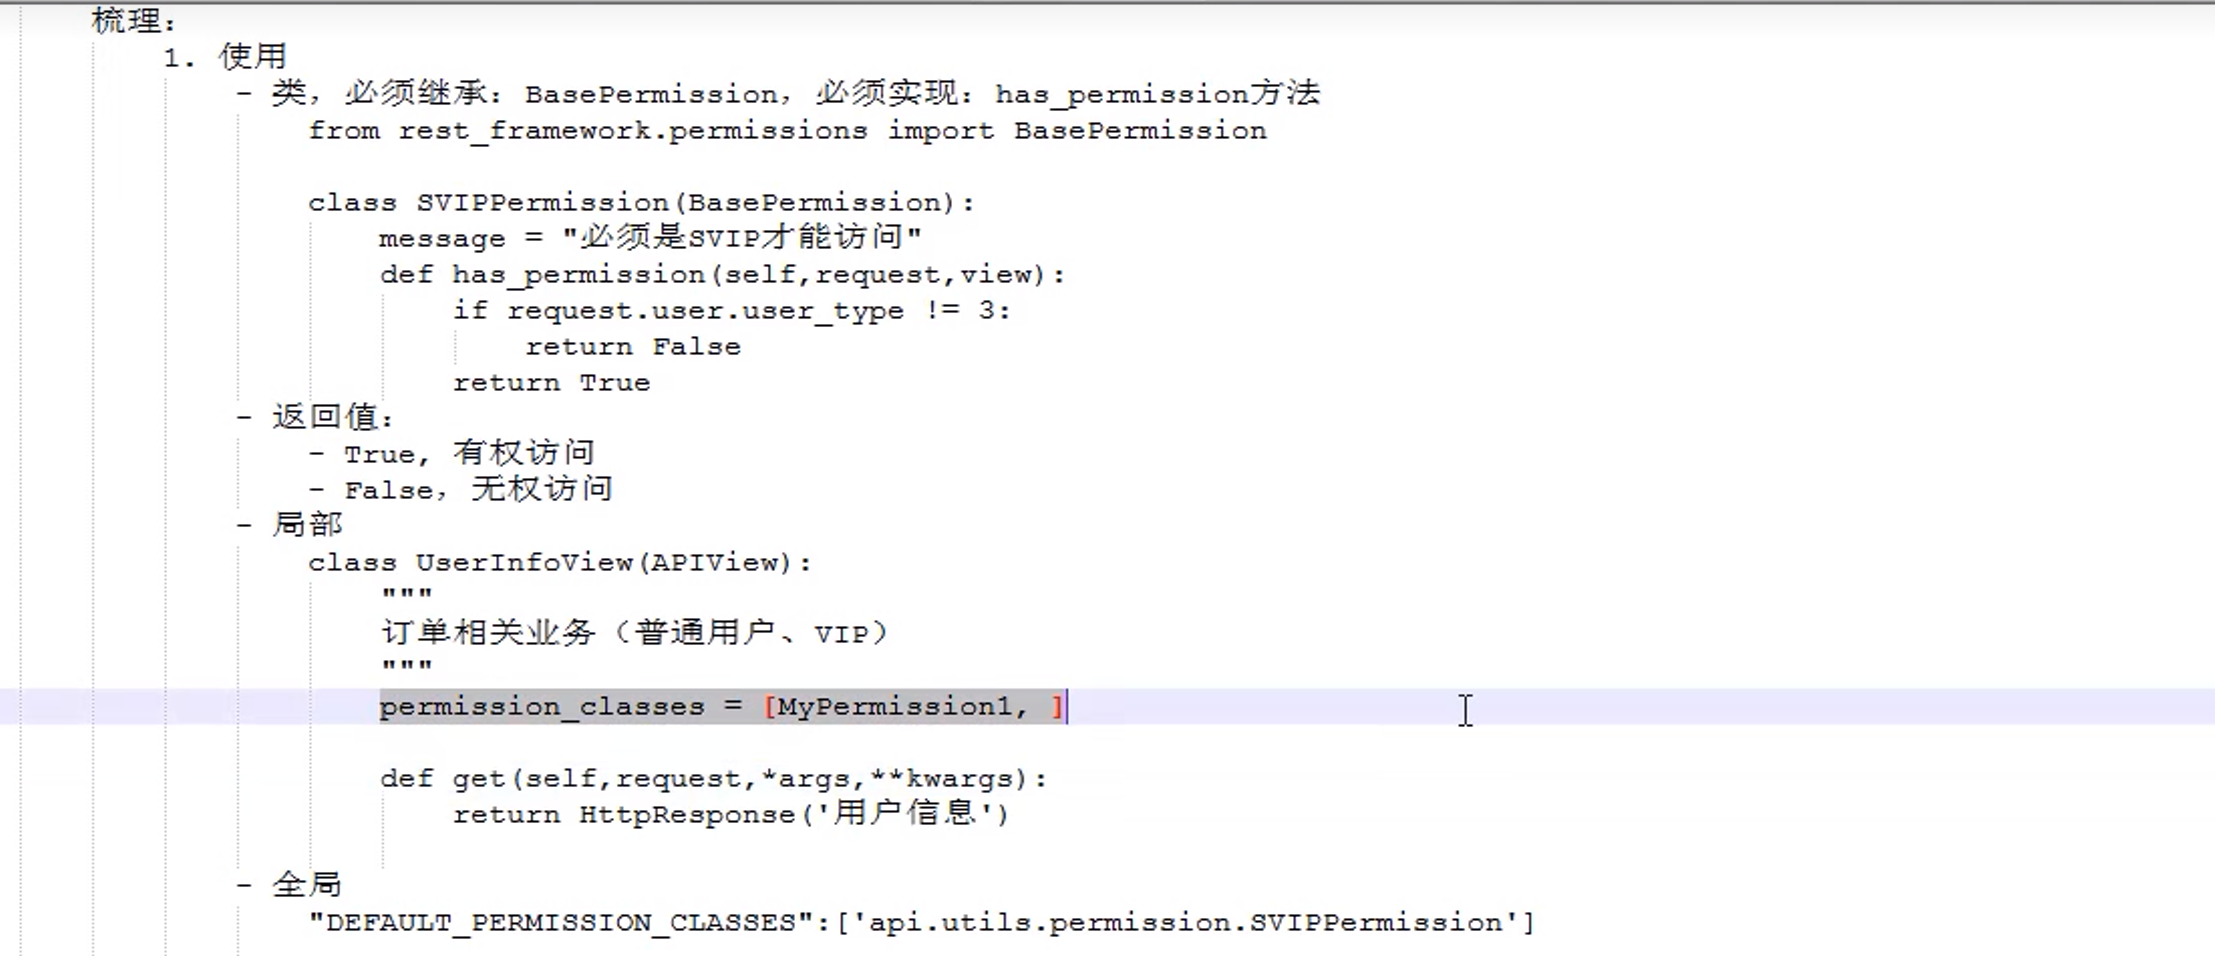 梳理：
1. 使用
- 类，必须继承：BasePermission，必须实现：has_permission方法
from rest_framework.permissions import BasePermission
class SVIPPermission(BasePermission):
message = "必须是SVIP才能访问"
def has_permission(self,request,view):
if request.user.user_type != 3:
return False
return True
- 返回值：
- True, 有权访问
- False，无权访问
- 局部
class UserInfoView(APIView):
"""
订单相关业务（普通用户、VIP）
"""
permission_classes = [MyPermission1, ]
def get(self,request,*args,**kwargs):
return HttpResponse('用户信息')
- 全局
"DEFAULT_PERMISSION_CLASSES":['api.utils.permission.SVIPPermission']